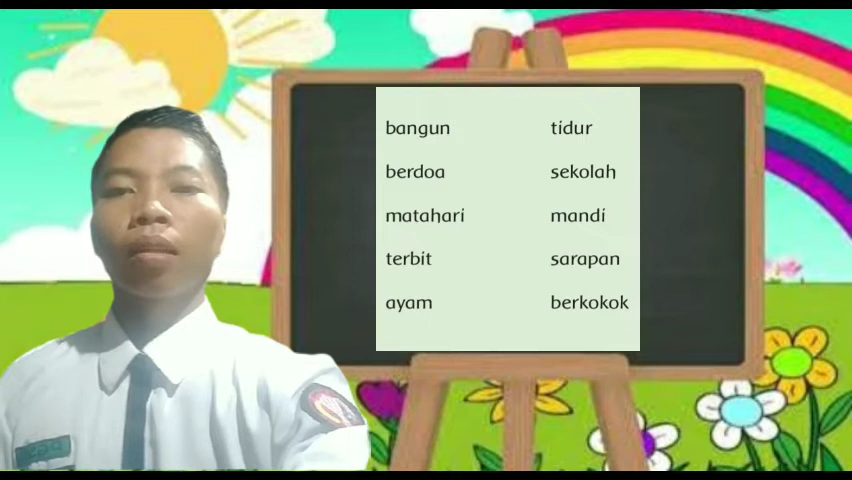 bangun tidur
berdoa sekolah
matahari mandi
terbit sarapan
ayam berkokok